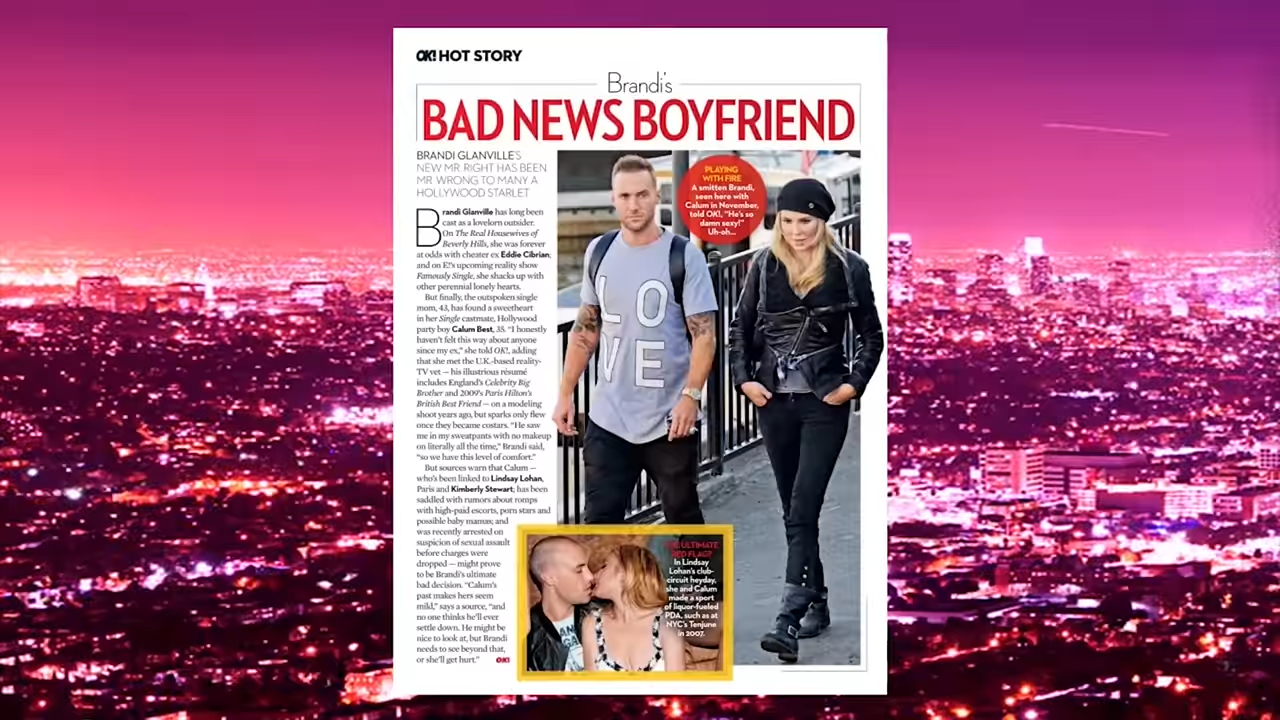 OK! HOT STORY
Brandi's
BAD NEWS BOYFRIEND
BRANDI GLANVILLE'S
NEW MR. RIGHT HAS BEEN
MR. WRONG TO MANY A
HOLLYWOOD STARLET
Brandi Glanville has long been
cast as a lovelorn outsider.
On The Real Housewives of
Beverly Hills, she was forever
at odds with cheater ex Eddie Cibrian;
and on E!'s upcoming reality show
Famously Single, she shacks up with
other perennial lonely hearts.
But finally, the outspoken single
mom, 43, has found a sweetheart
in her Single castmate, Hollywood
party boy Calum Best, 35. "I honestly
haven't felt this way about anyone
since my ex," she told OK!, adding
that she met the U.K.-based reality-
TV vet — his illustrious résumé
includes England's Celebrity Big
Brother and 2009's Paris Hilton's
British Best Friend — on a modeling
shoot years ago, but sparks only flew
once they became costars. "He saw
me in my sweatpants with no makeup
on literally all the time," Brandi said,
"so we have this level of comfort."
But sources warn that Calum —
who's been linked to Lindsay Lohan,
Paris and Kimberly Stewart; has been
saddled with rumors about romps
with high-paid escorts, porn stars and
possible baby mamas; and
was recently arrested on
suspicion of sexual assault
before charges were
dropped — might prove
to be Brandi's ultimate
bad decision. "Calum's
past makes hers seem
mild," says a source, "and
no one thinks he'll ever
settle down. He might be
nice to look at, but Brandi
needs to see beyond that,
or she'll get hurt." OK!
PLAYING
WITH FIRE
A smitten Brandi,
seen here with
Calum in November,
told OK!, "He's so
damn sexy!"
Uh-oh...
LO
VE
THE ULTIMATE
RED FLAG?
In Lindsay
Lohan's club-
circuit heyday,
she and Calum
made a sport
of liquor-fueled
PDA, such as at
NYC's Tenjune
in 2007.